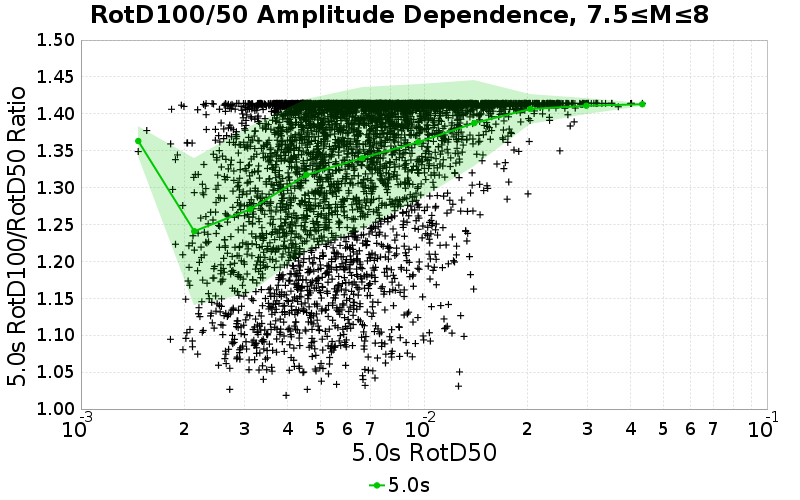 RotD100/50 Amplitude Dependence, 7.5≤M≤8
5.0s RotD100/RotD50 Ratio
1.50
1.45
1.40
1.35
1.30
1.25
1.20
1.15
1.10
1.05
1.00
10-3 2 3 4 5 6 7 10-2 2 3 4 5 6 7 10-1
5.0s RotD50
5.0s